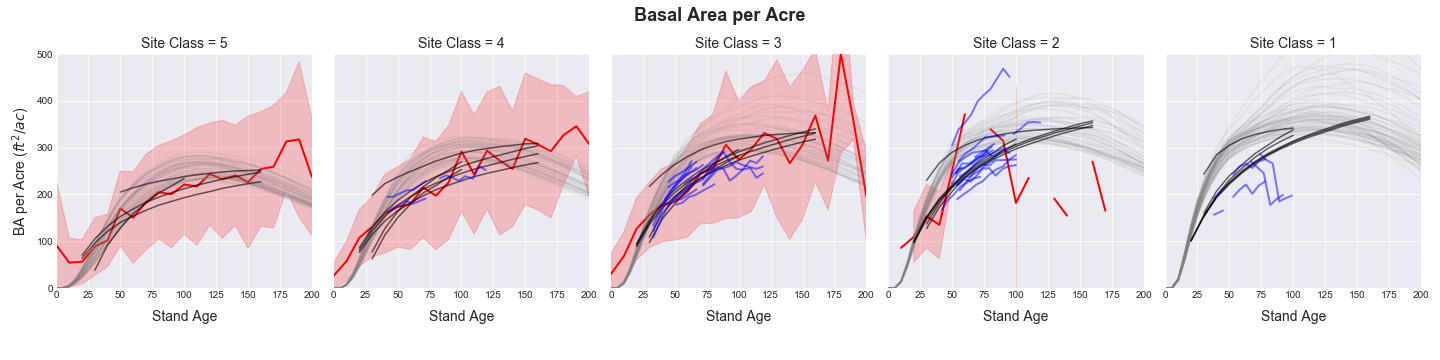 Basal Area per Acre
Site Class = 5
Site Class = 4
Site Class = 3
Site Class = 2
Site Class = 1
BA per Acre (ft²/ac)
500
400
300
200
100
0
0 25 50 75 100 125 150 175 200
0 25 50 75 100 125 150 175 200
0 25 50 75 100 125 150 175 200
0 25 50 75 100 125 150 175 200
0 25 50 75 100 125 150 175 200
Stand Age
Stand Age
Stand Age
Stand Age
Stand Age